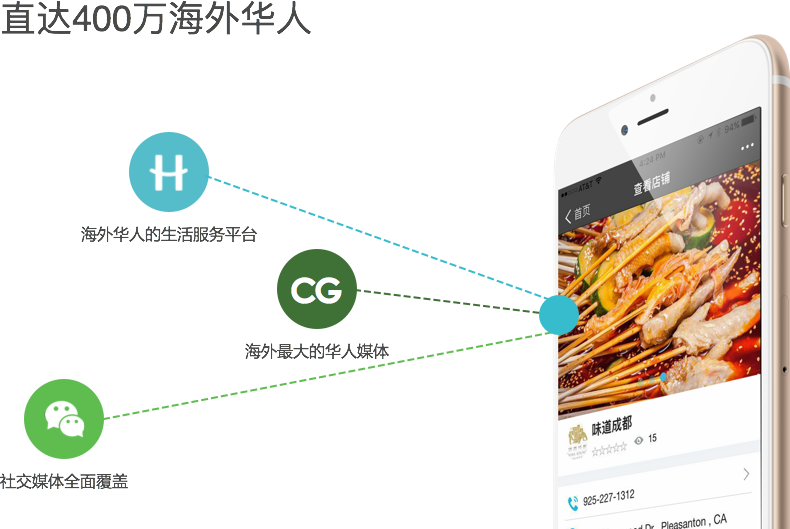 直达400万海外华人
H
海外华人的生活服务平台
CG
海外最大的华人媒体
社交媒体全面覆盖
AT&T
4:24 PM
94%
首页
查看店铺
味道成都
15
925-227-1312
Dr., Pleasanton , CA